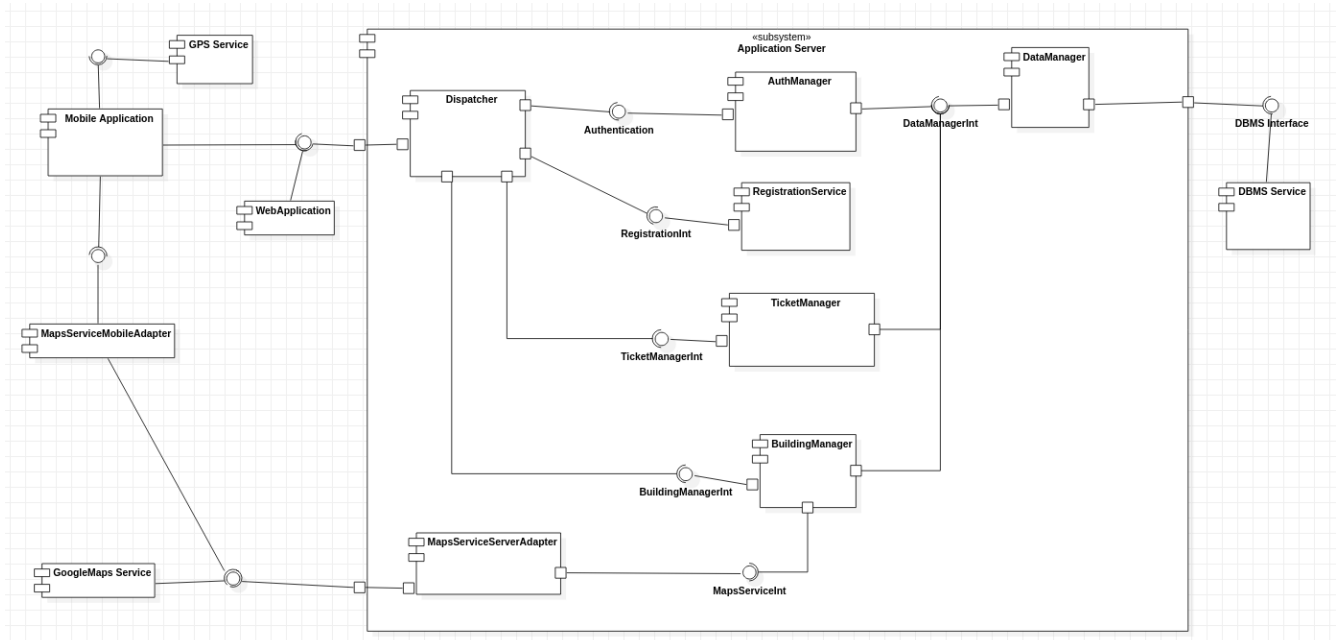 «subsystem»
Application Server
GPS Service
DataManager
AuthManager
Dispatcher
Mobile Application
Authentication
DataManagerInt
DBMS Interface
RegistrationService
DBMS Service
WebApplication
RegistrationInt
TicketManager
MapsServiceMobileAdapter
TicketManagerInt
BuildingManager
BuildingManagerInt
MapsServiceServerAdapter
GoogleMaps Service
MapsServiceInt